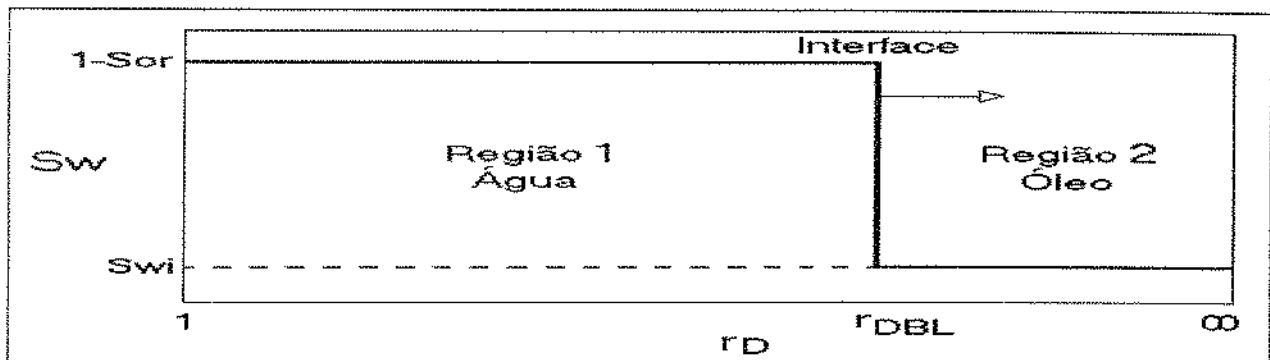 Interface
1-Sor
Sw
Região 1
Água
Região 2
Óleo
Swi
1
rDBL
∞
rD